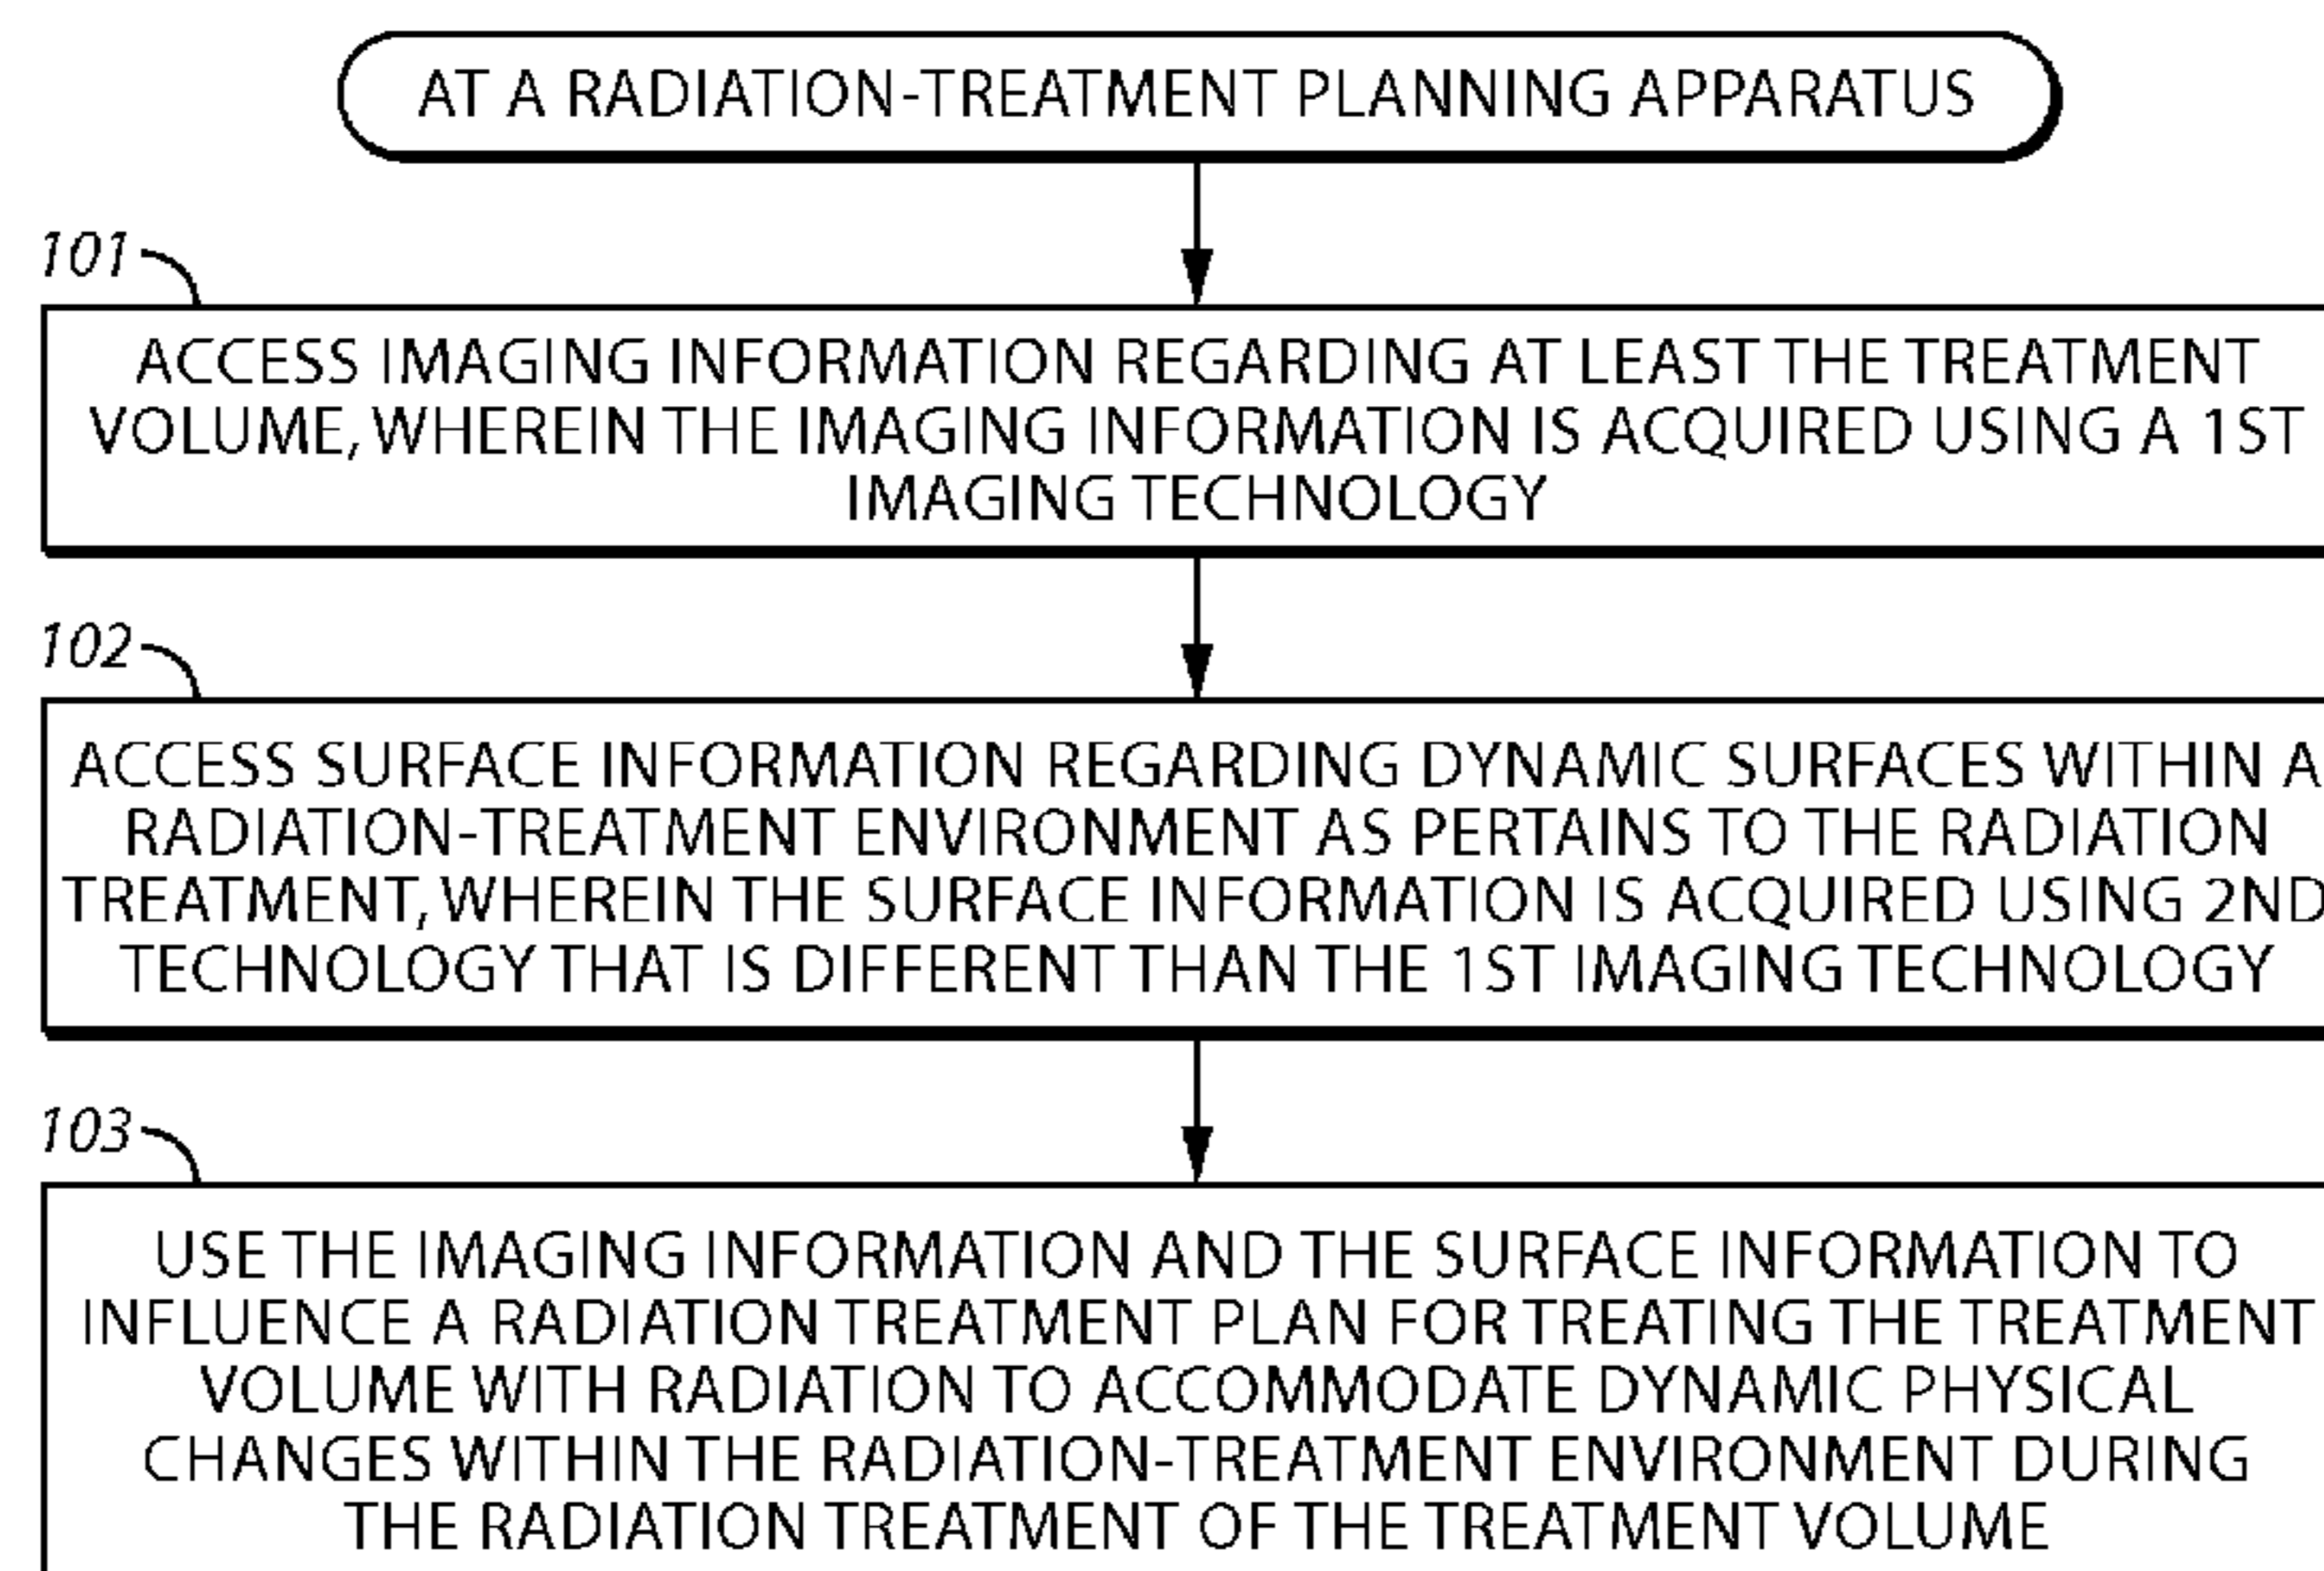 AT A RADIATION-TREATMENT PLANNING APPARATUS
101
ACCESS IMAGING INFORMATION REGARDING AT LEAST THE TREATMENT
VOLUME, WHEREIN THE IMAGING INFORMATION IS ACQUIRED USING A 1ST
IMAGING TECHNOLOGY
102
ACCESS SURFACE INFORMATION REGARDING DYNAMIC SURFACES WITHIN A
RADIATION-TREATMENT ENVIRONMENT AS PERTAINS TO THE RADIATION
TREATMENT, WHEREIN THE SURFACE INFORMATION IS ACQUIRED USING 2ND
TECHNOLOGY THAT IS DIFFERENT THAN THE 1ST IMAGING TECHNOLOGY
103
USE THE IMAGING INFORMATION AND THE SURFACE INFORMATION TO
INFLUENCE A RADIATION TREATMENT PLAN FOR TREATING THE TREATMENT
VOLUME WITH RADIATION TO ACCOMMODATE DYNAMIC PHYSICAL
CHANGES WITHIN THE RADIATION-TREATMENT ENVIRONMENT DURING
THE RADIATION TREATMENT OF THE TREATMENT VOLUME